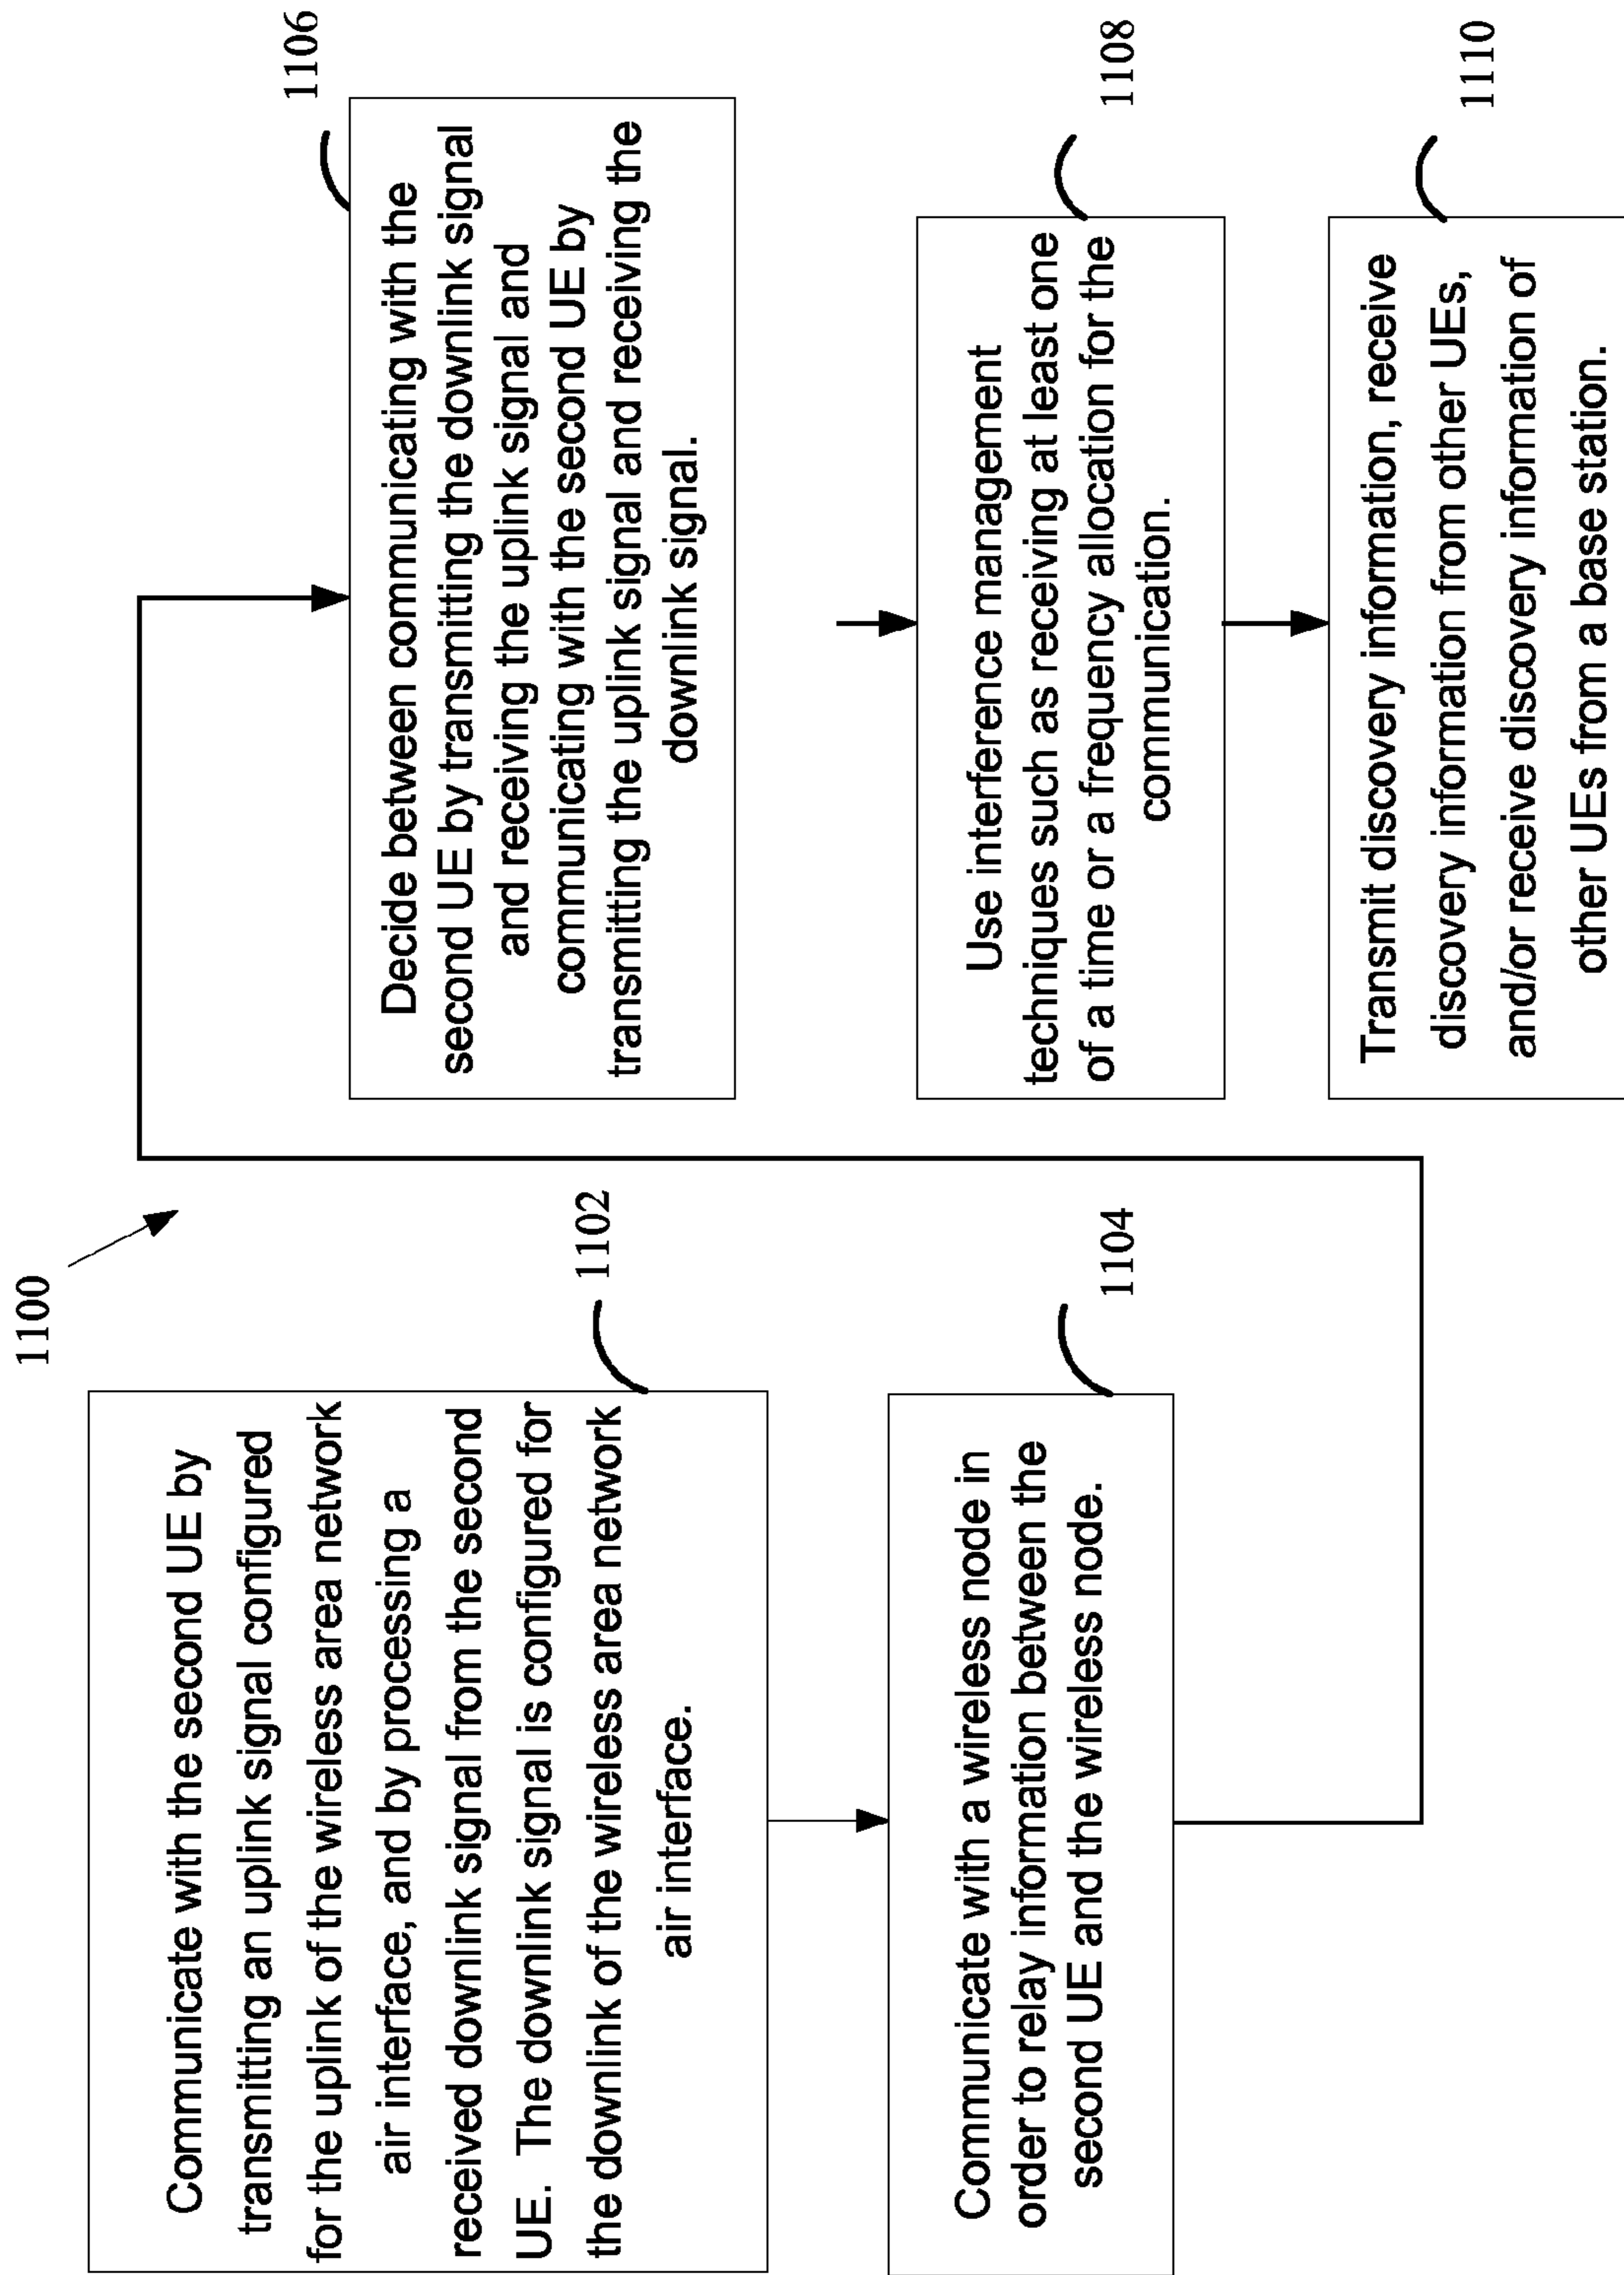 1100
Communicate with the second UE by
transmitting an uplink signal configured
for the uplink of the wireless area network
air interface, and by processing a
received downlink signal from the second
UE. The downlink signal is configured for
the downlink of the wireless area network
air interface.
1102
Communicate with a wireless node in
order to relay information between the
second UE and the wireless node.
1104
Decide between communicating with the
second UE by transmitting the downlink signal
and receiving the uplink signal and
communicating with the second UE by
transmitting the uplink signal and receiving the
downlink signal.
1106
Use interference management
techniques such as receiving at least one
of a time or a frequency allocation for the
communication.
1108
Transmit discovery information, receive
discovery information from other UEs,
and/or receive discovery information of
other UEs from a base station.
1110